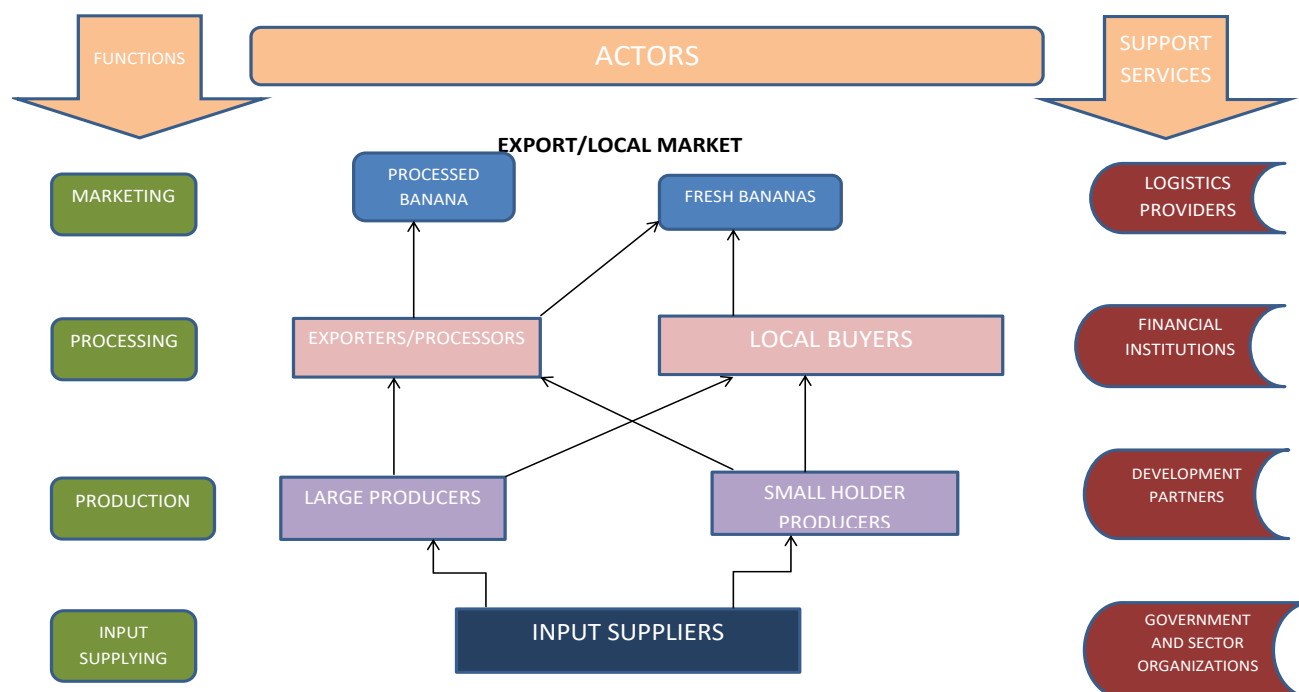 FUNCTIONS
ACTORS
SUPPORT
SERVICES
EXPORT/LOCAL MARKET
MARKETING
PROCESSED
BANANA
FRESH BANANAS
LOGISTICS
PROVIDERS
PROCESSING
EXPORTERS/PROCESSORS
LOCAL BUYERS
FINANCIAL
INSTITUTIONS
PRODUCTION
LARGE PRODUCERS
SMALL HOLDER
PRODUCERS
DEVELOPMENT
PARTNERS
INPUT
SUPPLYING
INPUT SUPPLIERS
GOVERNMENT
AND SECTOR
ORGANIZATIONS